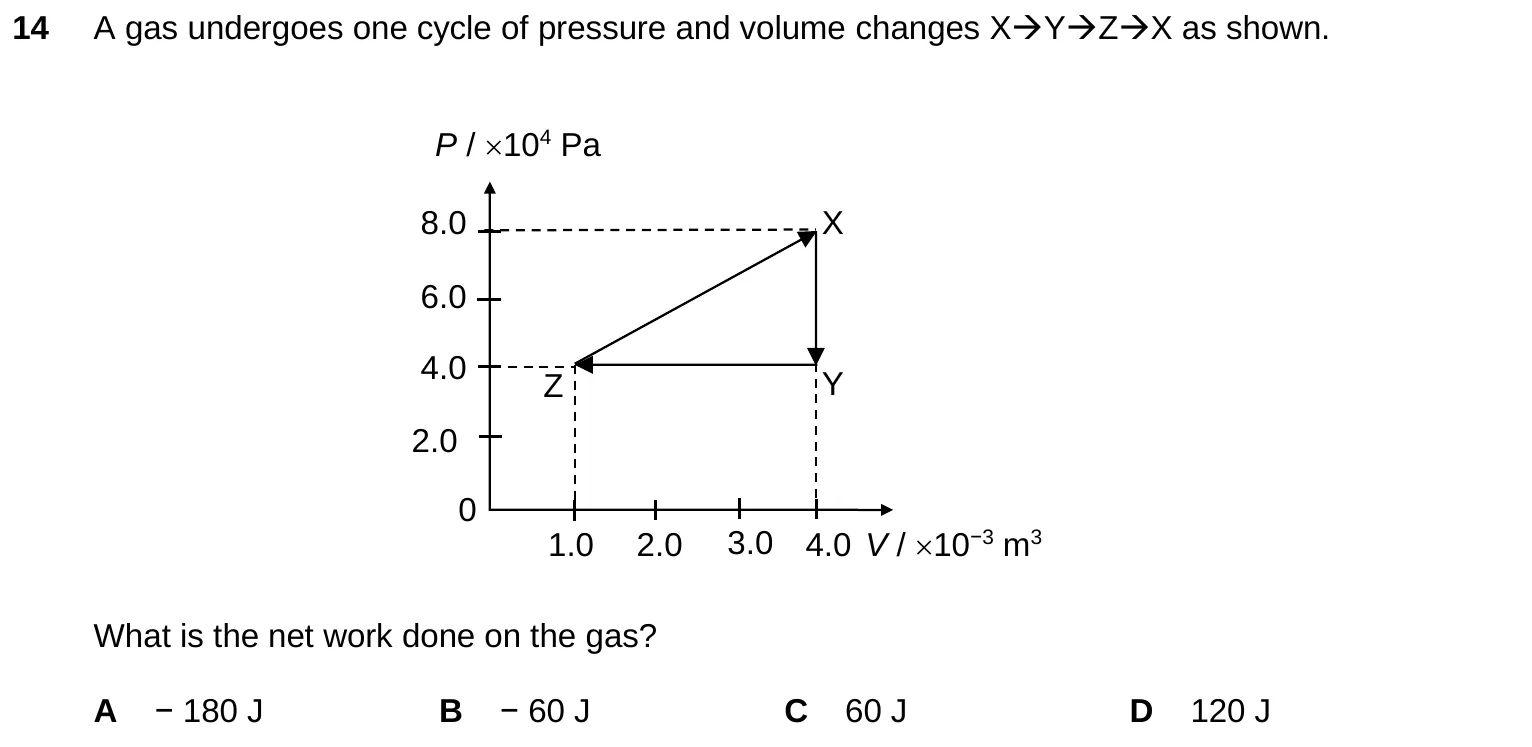 14 A gas undergoes one cycle of pressure and volume changes X→Y→Z→X as shown.
P / ×10⁴ Pa
8.0 X
6.0
4.0
Z Y
2.0
0
1.0 2.0 3.0 4.0 V / ×10⁻³ m³
What is the net work done on the gas?
A − 180 J B − 60 J C 60 J D 120 J